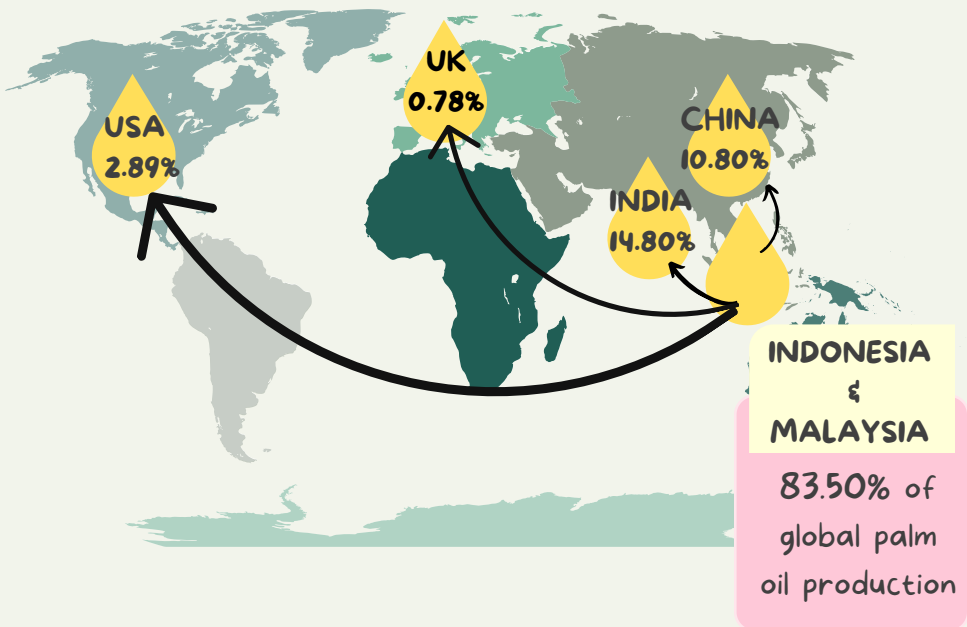 UK
0.78%
USA
2.89%
CHINA
10.80%
INDIA
14.80%
INDONESIA
&
MALAYSIA
83.50% of
global palm
oil production